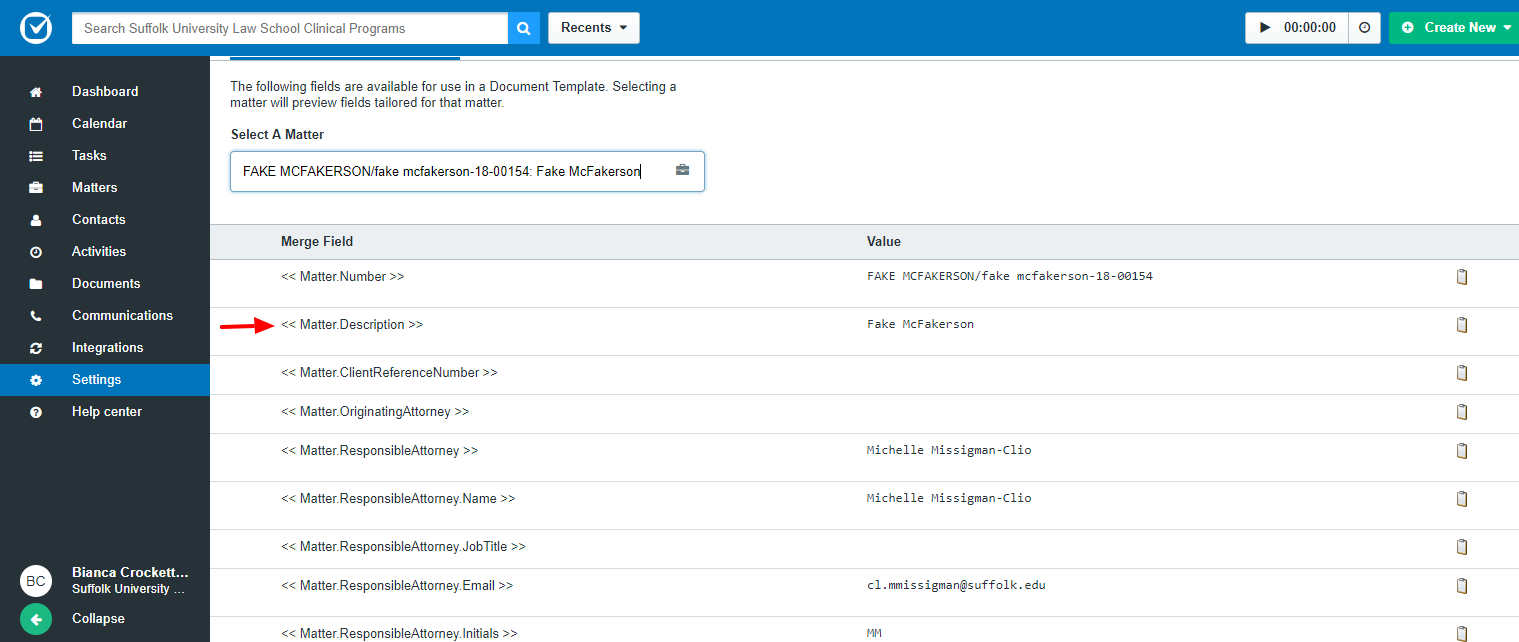 Search Suffolk University Law School Clinical Programs
Recents
00:00:00
Create New
Dashboard
Calendar
Tasks
Matters
Contacts
Activities
Documents
Communications
Integrations
Settings
Help center
BC
Bianca Crockett...
Suffolk University ...
Collapse
The following fields are available for use in a Document Template. Selecting a
matter will preview fields tailored for that matter.
Select A Matter
FAKE MCFAKERSON/fake mcfakerson-18-00154: Fake McFakerson
Merge Field Value
<< Matter.Number >> FAKE MCFAKERSON/fake mcfakerson-18-00154
<< Matter.Description >> Fake McFakerson
<< Matter.ClientReferenceNumber >>
<< Matter.OriginatingAttorney >>
<< Matter.ResponsibleAttorney >> Michelle Missigman-Clio
<< Matter.ResponsibleAttorney.Name >> Michelle Missigman-Clio
<< Matter.ResponsibleAttorney.JobTitle >>
<< Matter.ResponsibleAttorney.Email >> cl.mmissigman@suffolk.edu
<< Matter.ResponsibleAttorney.Initials >> MM